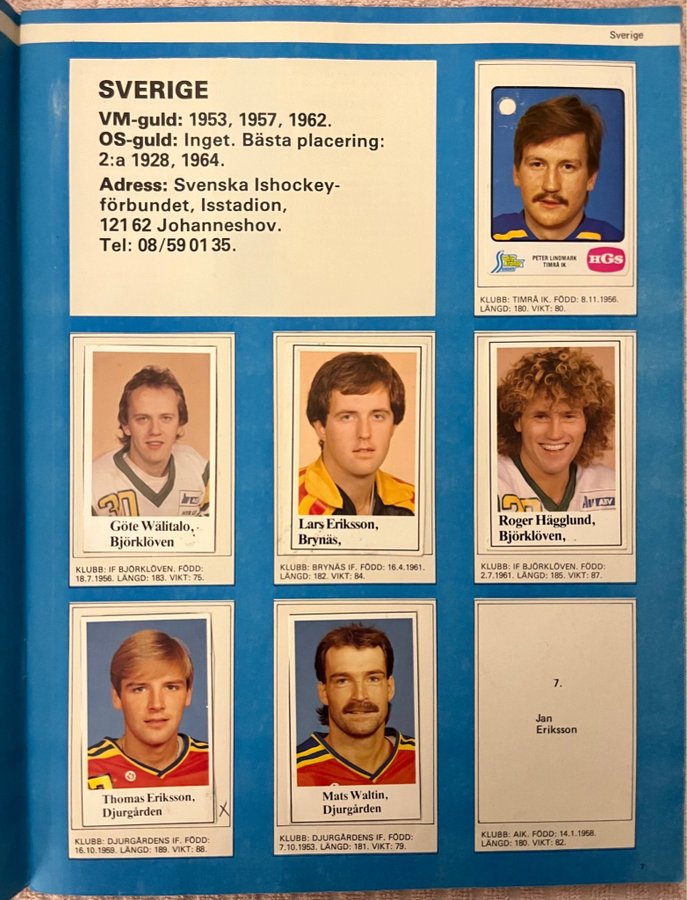 Sverige
SVERIGE
VM-guld: 1953, 1957, 1962.
OS-guld: Inget. Bästa placering:
2:a 1928, 1964.
Adress: Svenska Ishockey-
förbundet, Isstadion,
121 62 Johanneshov.
Tel: 08/59 01 35.
PETER LINDMARK
TIMRÅ IK
HGS
KLUBB: TIMRÅ IK. FÖDD: 8.11.1956.
LÄNGD: 180. VIKT: 80.
Göte Wälitalo,
Björklöven
KLUBB: IF BJÖRKLÖVEN. FÖDD:
18.7.1956. LÄNGD: 183. VIKT: 75.
Lars Eriksson,
Brynäs,
KLUBB: BRYNÄS IF. FÖDD: 16.4.1961.
LÄNGD: 182. VIKT: 84.
Roger Hägglund,
Björklöven,
KLUBB: IF BJÖRKLÖVEN. FÖDD:
2.7.1961. LÄNGD: 185. VIKT: 87.
Thomas Eriksson,
Djurgården
X
KLUBB: DJURGÅRDENS IF. FÖDD:
16.10.1959. LÄNGD: 189. VIKT: 88.
Mats Waltin,
Djurgården
KLUBB: DJURGÅRDENS IF. FÖDD:
7.10.1953. LÄNGD: 181. VIKT: 79.
7.
Jan
Eriksson
KLUBB: AIK. FÖDD: 14.1.1958.
LÄNGD: 180. VIKT: 82.
7